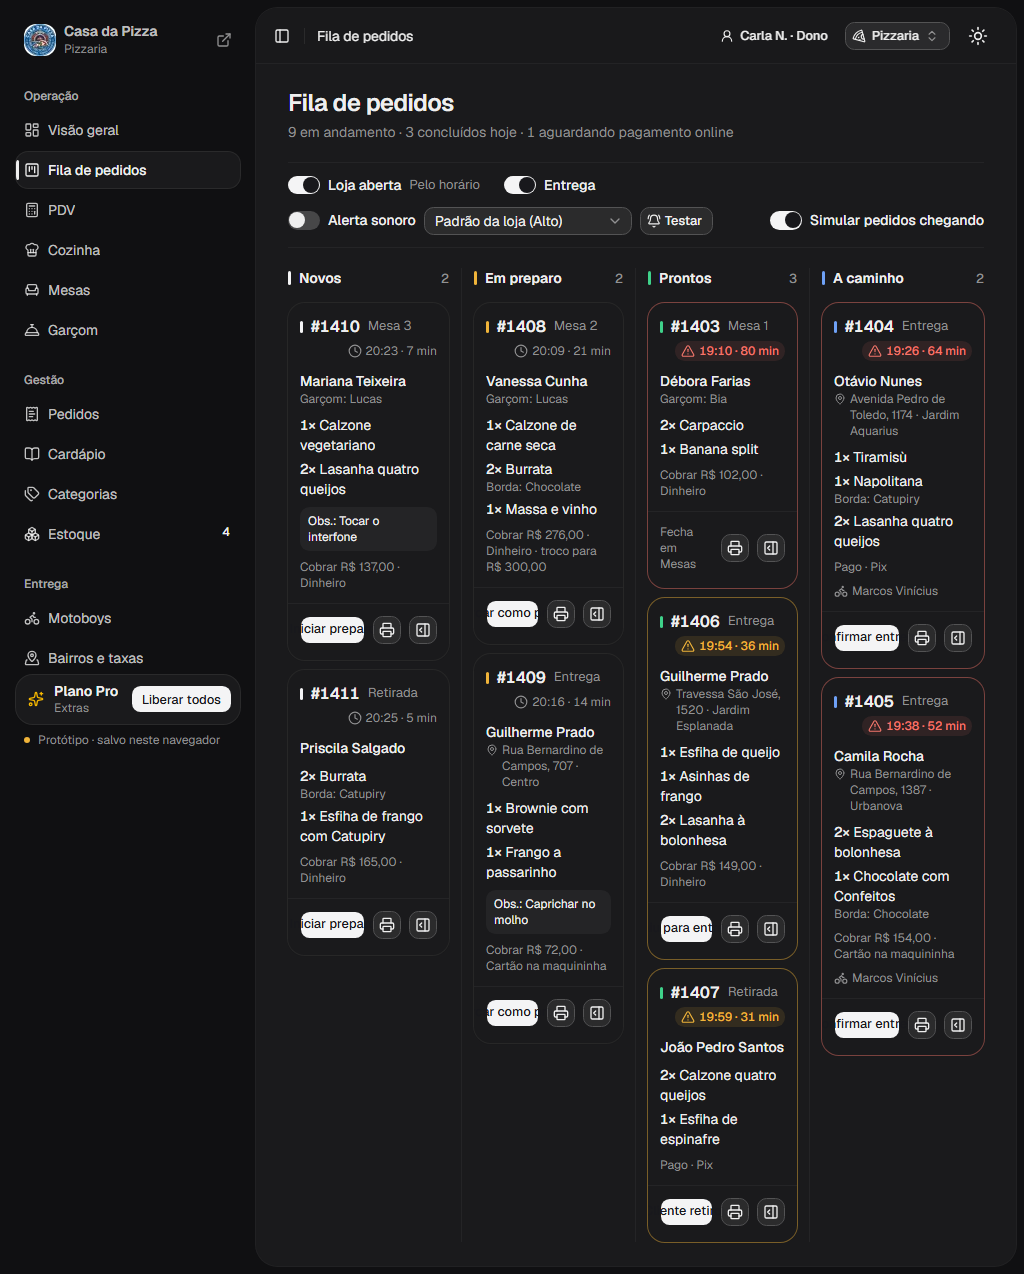 Casa da Pizza
Pizzaria
Operação
Visão geral
Fila de pedidos
PDV
Cozinha
Mesas
Garçom
Gestão
Pedidos
Cardápio
Categorias
Estoque 4
Entrega
Motoboys
Bairros e taxas
Plano Pro
Extras
Liberar todos
Protótipo · salvo neste navegador
Fila de pedidos
Carla N. · Dono
Pizzaria
Fila de pedidos
9 em andamento · 3 concluídos hoje · 1 aguardando pagamento online
Loja aberta Pelo horário Entrega
Alerta sonoro Padrão da loja (Alto) Testar Simular pedidos chegando
Novos 2
#1410 Mesa 3
20:23 · 7 min
Mariana Teixeira
Garçom: Lucas
1× Calzone
vegetariano
2× Lasanha quatro
queijos
Obs.: Tocar o
interfone
Cobrar R$ 137,00 ·
Dinheiro
iciar prepa
#1411 Retirada
20:25 · 5 min
Priscila Salgado
2× Burrata
Borda: Catupiry
1× Esfiha de frango
com Catupiry
Cobrar R$ 165,00 ·
Dinheiro
iciar prepa
Em preparo 2
#1408 Mesa 2
20:09 · 21 min
Vanessa Cunha
Garçom: Lucas
1× Calzone de
carne seca
2× Burrata
Borda: Chocolate
1× Massa e vinho
Cobrar R$ 276,00 ·
Dinheiro · troco para
R$ 300,00
ar como p
#1409 Entrega
20:16 · 14 min
Guilherme Prado
Rua Bernardino de
Campos, 707 ·
Centro
1× Brownie com
sorvete
1× Frango a
passarinho
Obs.: Caprichar no
molho
Cobrar R$ 72,00 ·
Cartão na maquininha
ar como p
Prontos 3
#1403 Mesa 1
19:10 · 80 min
Débora Farias
Garçom: Bia
2× Carpaccio
1× Banana split
Cobrar R$ 102,00 ·
Dinheiro
Fecha
em
Mesas
#1406 Entrega
19:54 · 36 min
Guilherme Prado
Travessa São José,
1520 · Jardim
Esplanada
1× Esfiha de queijo
1× Asinhas de
frango
2× Lasanha à
bolonhesa
Cobrar R$ 149,00 ·
Dinheiro
para ent
#1407 Retirada
19:59 · 31 min
João Pedro Santos
2× Calzone quatro
queijos
1× Esfiha de
espinafre
Pago · Pix
ente retir
A caminho 2
#1404 Entrega
19:26 · 64 min
Otávio Nunes
Avenida Pedro de
Toledo, 1174 · Jardim
Aquarius
1× Tiramisù
1× Napolitana
Borda: Catupiry
2× Lasanha quatro
queijos
Pago · Pix
Marcos Vinícius
nfirmar entr
#1405 Entrega
19:38 · 52 min
Camila Rocha
Rua Bernardino de
Campos, 1387 ·
Urbanova
2× Espaguete à
bolonhesa
1× Chocolate com
Confeitos
Borda: Chocolate
Cobrar R$ 154,00 ·
Cartão na maquininha
Marcos Vinícius
nfirmar entr